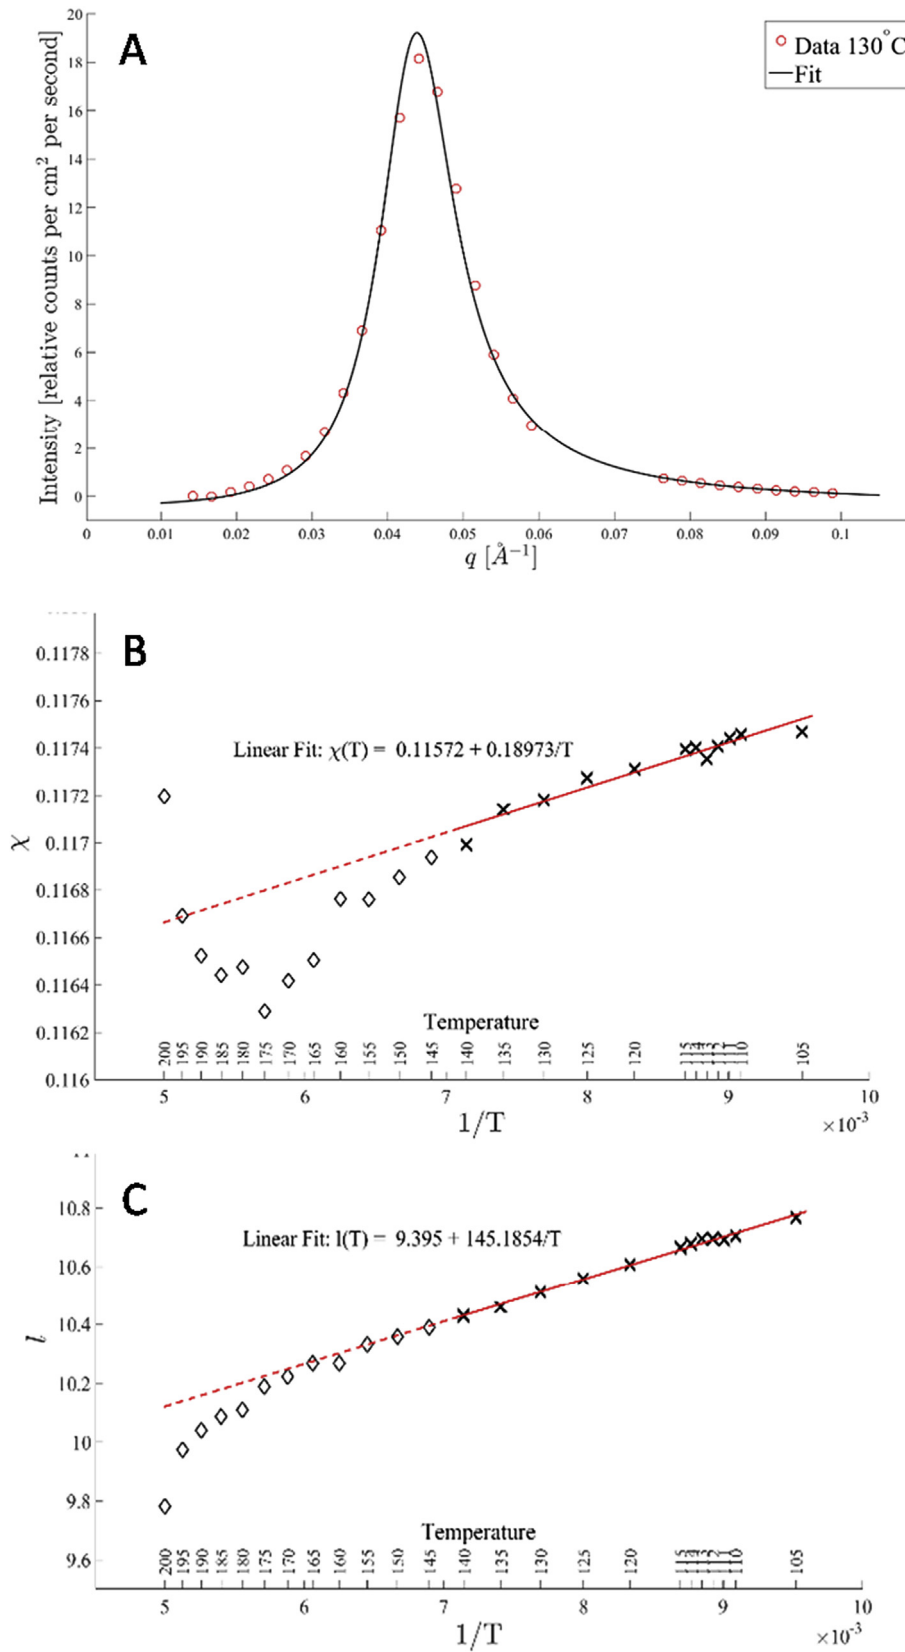 A
Data 130°C
Fit
Intensity [relative counts per cm² per second]
20
18
16
14
12
10
8
6
4
2
0
0 0.01 0.02 0.03 0.04 0.05 0.06 0.07 0.08 0.09 0.1
q [Å⁻¹]
B
χ
0.1178
0.1176
0.1174
0.1172
0.117
0.1168
0.1166
0.1164
0.1162
0.116
Linear Fit: χ(T) = 0.11572 + 0.18973/T
Temperature
200 195 190 185 180 175 170 165 160 155 150 145 140 135 130 125 120 110 105
5 6 7 8 9 10
1/T
×10⁻³
C
l
10.8
10.6
10.4
10.2
10
9.8
9.6
Linear Fit: l(T) = 9.395 + 145.1854/T
Temperature
200 195 190 185 180 175 170 165 160 155 150 145 140 135 130 125 120 110 105
5 6 7 8 9 10
1/T
×10⁻³